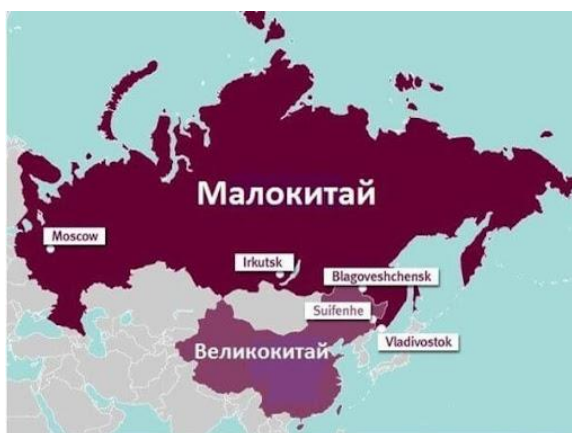 Малокитай
Moscow
Irkutsk
Blagoveshchensk
Suifenhe
Vladivostok
Великокитай